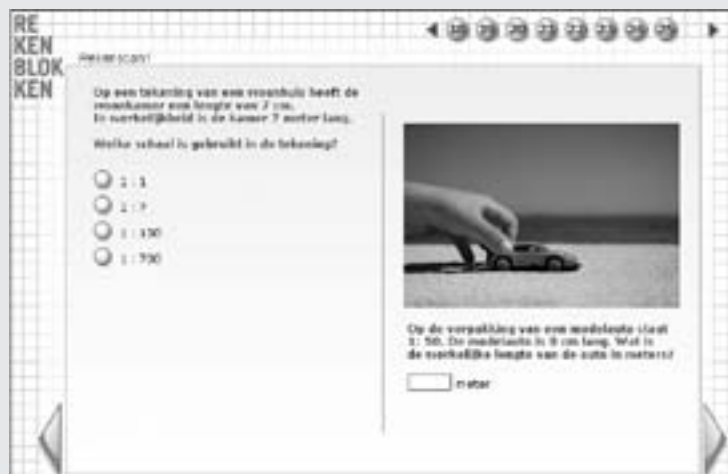 RE
KEN
BLOK
KEN
Op een tekening van een woonhuis heeft de
woonkamer een lengte van 7 cm.
In werkelijkheid is de kamer 7 meter lang.
Welke schaal is gebruikt in de tekening?
1 : 1
1 : 7
1 : 100
1 : 700
Op de verpakking van een modelauto staat
1: 50. De modelauto is 8 cm lang. Wat is
de werkelijke lengte van de auto in meters?
meter